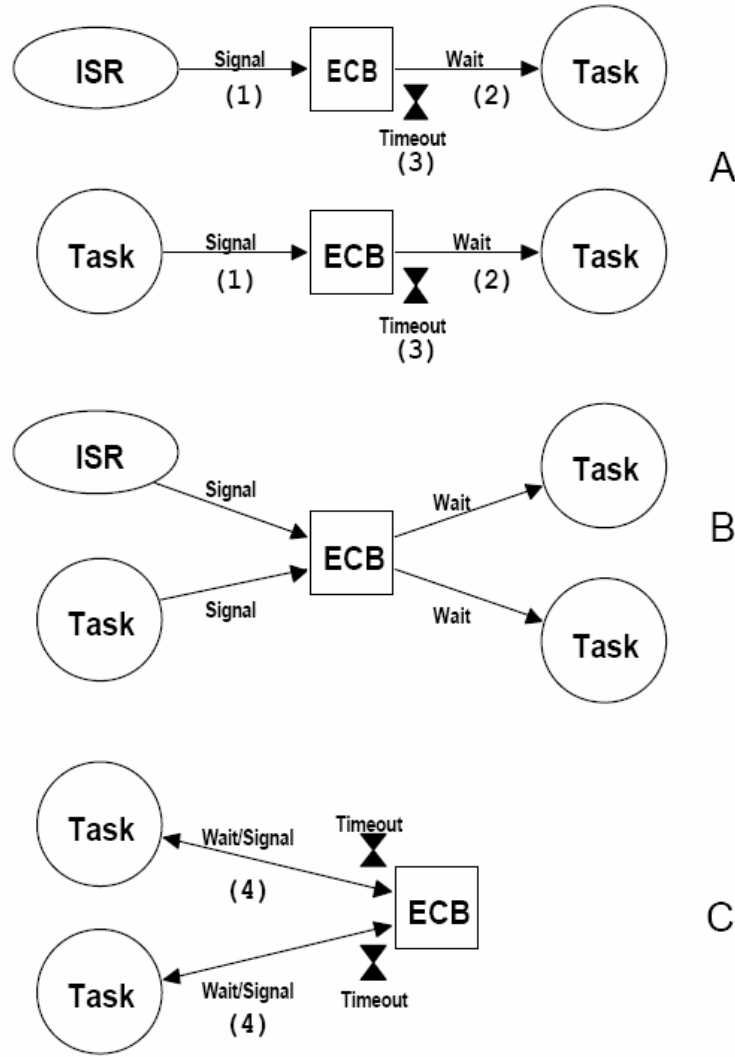 ISR
Signal
(1)
ECB
Wait
(2)
Task
Timeout
(3)
A
Task
Signal
(1)
ECB
Wait
(2)
Task
Timeout
(3)
ISR
Signal
Task
Signal
ECB
Wait
Task
Wait
Task
B
Task
Wait/Signal
(4)
Timeout
ECB
C
Task
Wait/Signal
(4)
Timeout